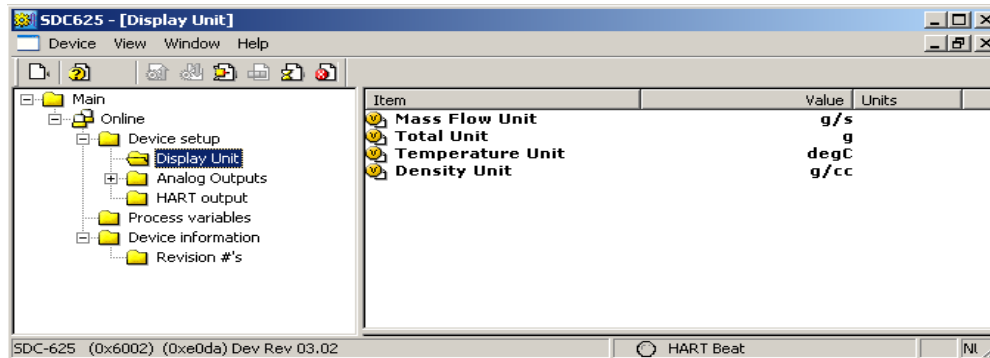 SDC625 - [Display Unit]
Device View Window Help
Main
Online
Device setup
Display Unit
Analog Outputs
HART output
Process variables
Device information
Revision #'s
Item Value Units
Mass Flow Unit g/s
Total Unit g
Temperature Unit degC
Density Unit g/cc
SDC-625 (0x6002) (0xe0da) Dev Rev 03.02 HART Beat